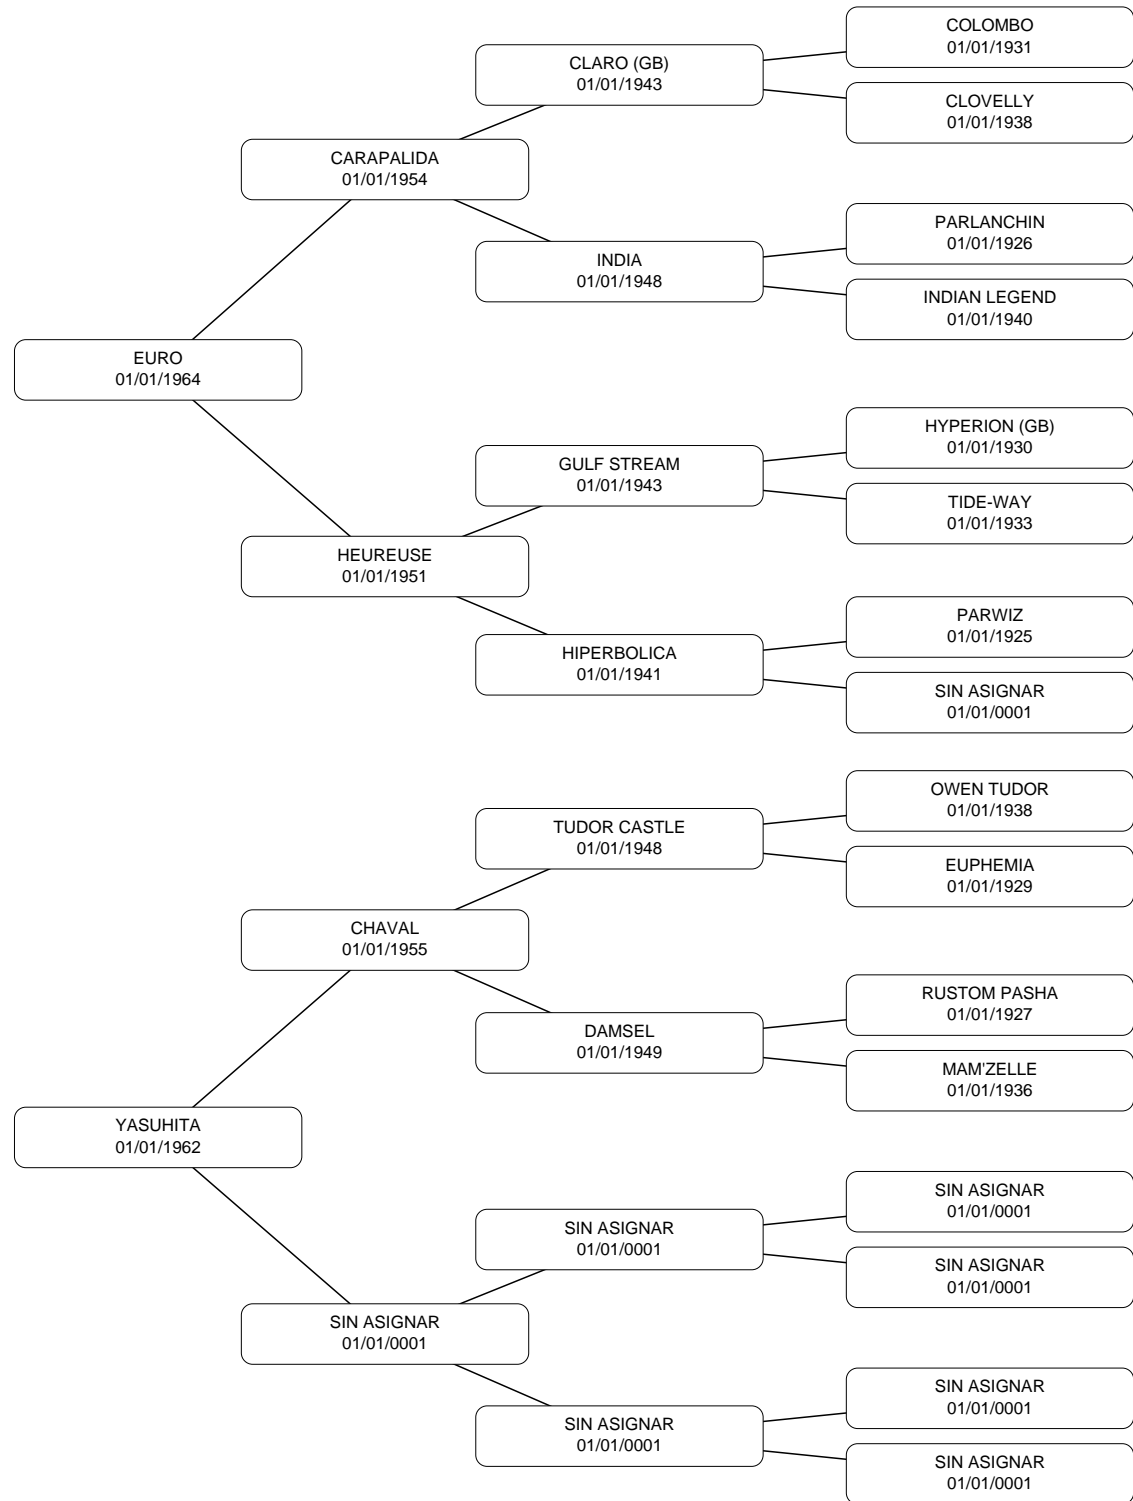 COLOMBO
01/01/1931
CLARO (GB)
01/01/1943
CLOVELLY
01/01/1938
CARAPALIDA
01/01/1954
PARLANCHIN
01/01/1926
INDIA
01/01/1948
INDIAN LEGEND
01/01/1940
EURO
01/01/1964
HYPERION (GB)
01/01/1930
GULF STREAM
01/01/1943
TIDE-WAY
01/01/1933
HEUREUSE
01/01/1951
PARWIZ
01/01/1925
HIPERBOLICA
01/01/1941
SIN ASIGNAR
01/01/0001
OWEN TUDOR
01/01/1938
TUDOR CASTLE
01/01/1948
EUPHEMIA
01/01/1929
CHAVAL
01/01/1955
RUSTOM PASHA
01/01/1927
DAMSEL
01/01/1949
MAM'ZELLE
01/01/1936
YASUHITA
01/01/1962
SIN ASIGNAR
01/01/0001
SIN ASIGNAR
01/01/0001
SIN ASIGNAR
01/01/0001
SIN ASIGNAR
01/01/0001
SIN ASIGNAR
01/01/0001
SIN ASIGNAR
01/01/0001
SIN ASIGNAR
01/01/0001